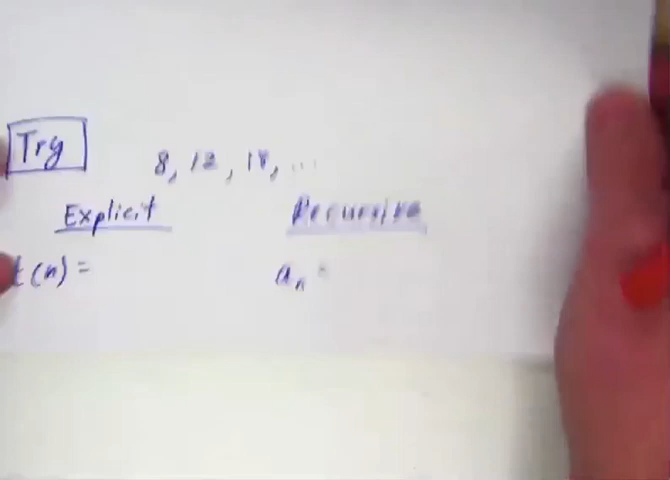 Try
8, 12, 18, ...
Explicit Recursive
t(n) = aₙ =